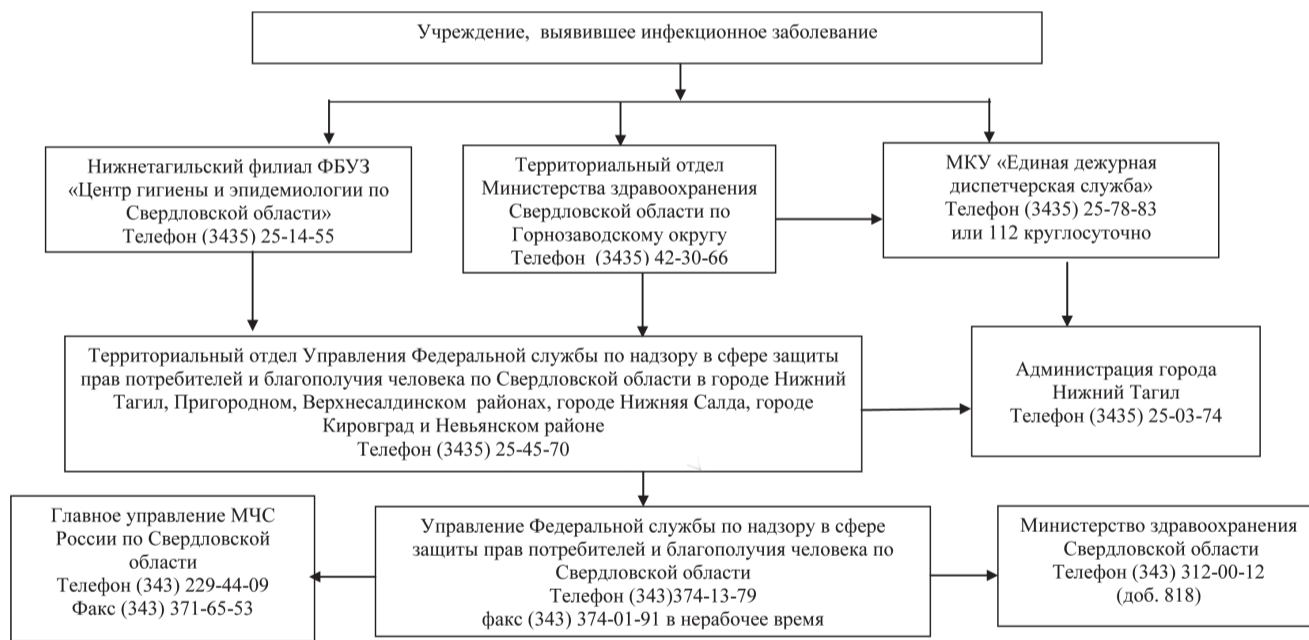 Учреждение, выявившее инфекционное заболевание
Нижнетагильский филиал ФБУЗ
«Центр гигиены и эпидемиологии по
Свердловской области»
Телефон (3435) 25-14-55
Территориальный отдел
Министерства здравоохранения
Свердловской области по
Горнозаводскому округу
Телефон (3435) 42-30-66
МКУ «Единая дежурная
диспетчерская служба»
Телефон (3435) 25-78-83
или 112 круглосуточно
Территориальный отдел Управления Федеральной службы по надзору в сфере защиты
прав потребителей и благополучия человека по Свердловской области в городе Нижний
Тагил, Пригородном, Верхнесалдинском районах, городе Нижняя Салда, городе
Кировград и Невьянском районе
Телефон (3435) 25-45-70
Администрация города
Нижний Тагил
Телефон (3435) 25-03-74
Главное управление МЧС
России по Свердловской
области
Телефон (343) 229-44-09
Факс (343) 371-65-53
Управление Федеральной службы по надзору в сфере
защиты прав потребителей и благополучия человека по
Свердловской области
Телефон (343)374-13-79
факс (343) 374-01-91 в нерабочее время
Министерство здравоохранения
Свердловской области
Телефон (343) 312-00-12
(доб. 818)